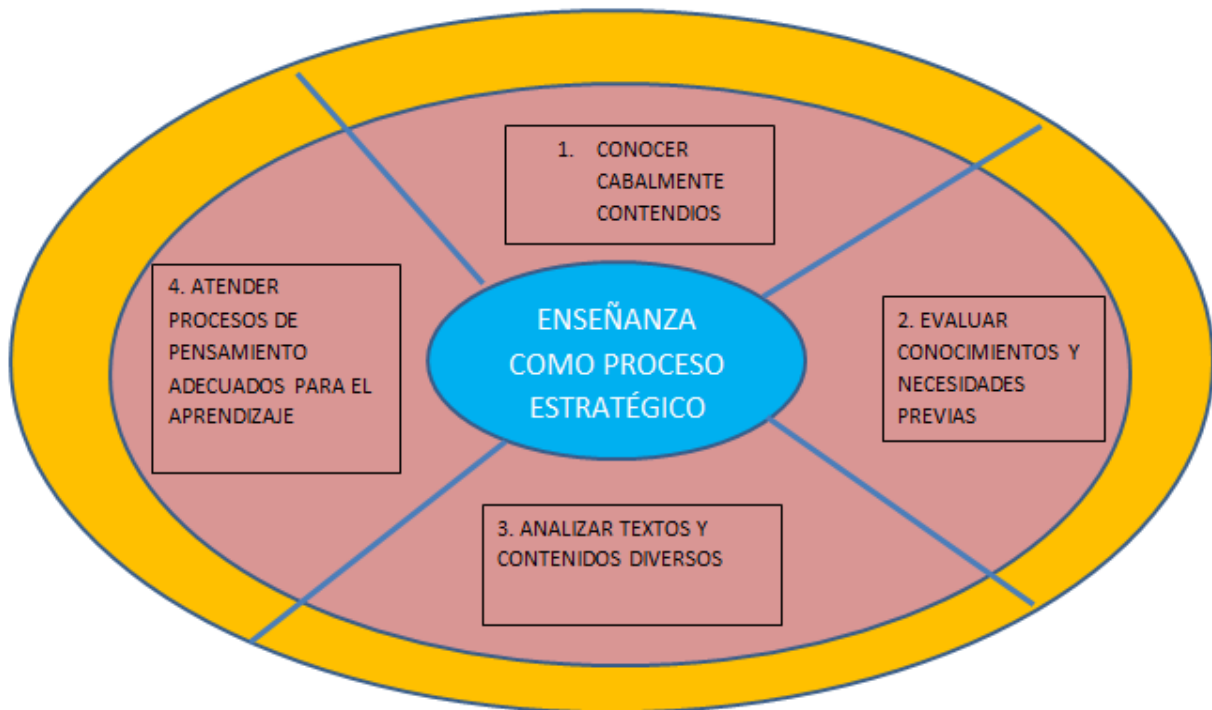 1. CONOCER
CABALMENTE
CONTENDIOS
4. ATENDER
PROCESOS DE
PENSAMIENTO
ADECUADOS PARA EL
APRENDIZAJE
ENSEÑANZA
COMO PROCESO
ESTRATÉGICO
2. EVALUAR
CONOCIMIENTOS Y
NECESIDADES
PREVIAS
3. ANALIZAR TEXTOS Y
CONTENIDOS DIVERSOS